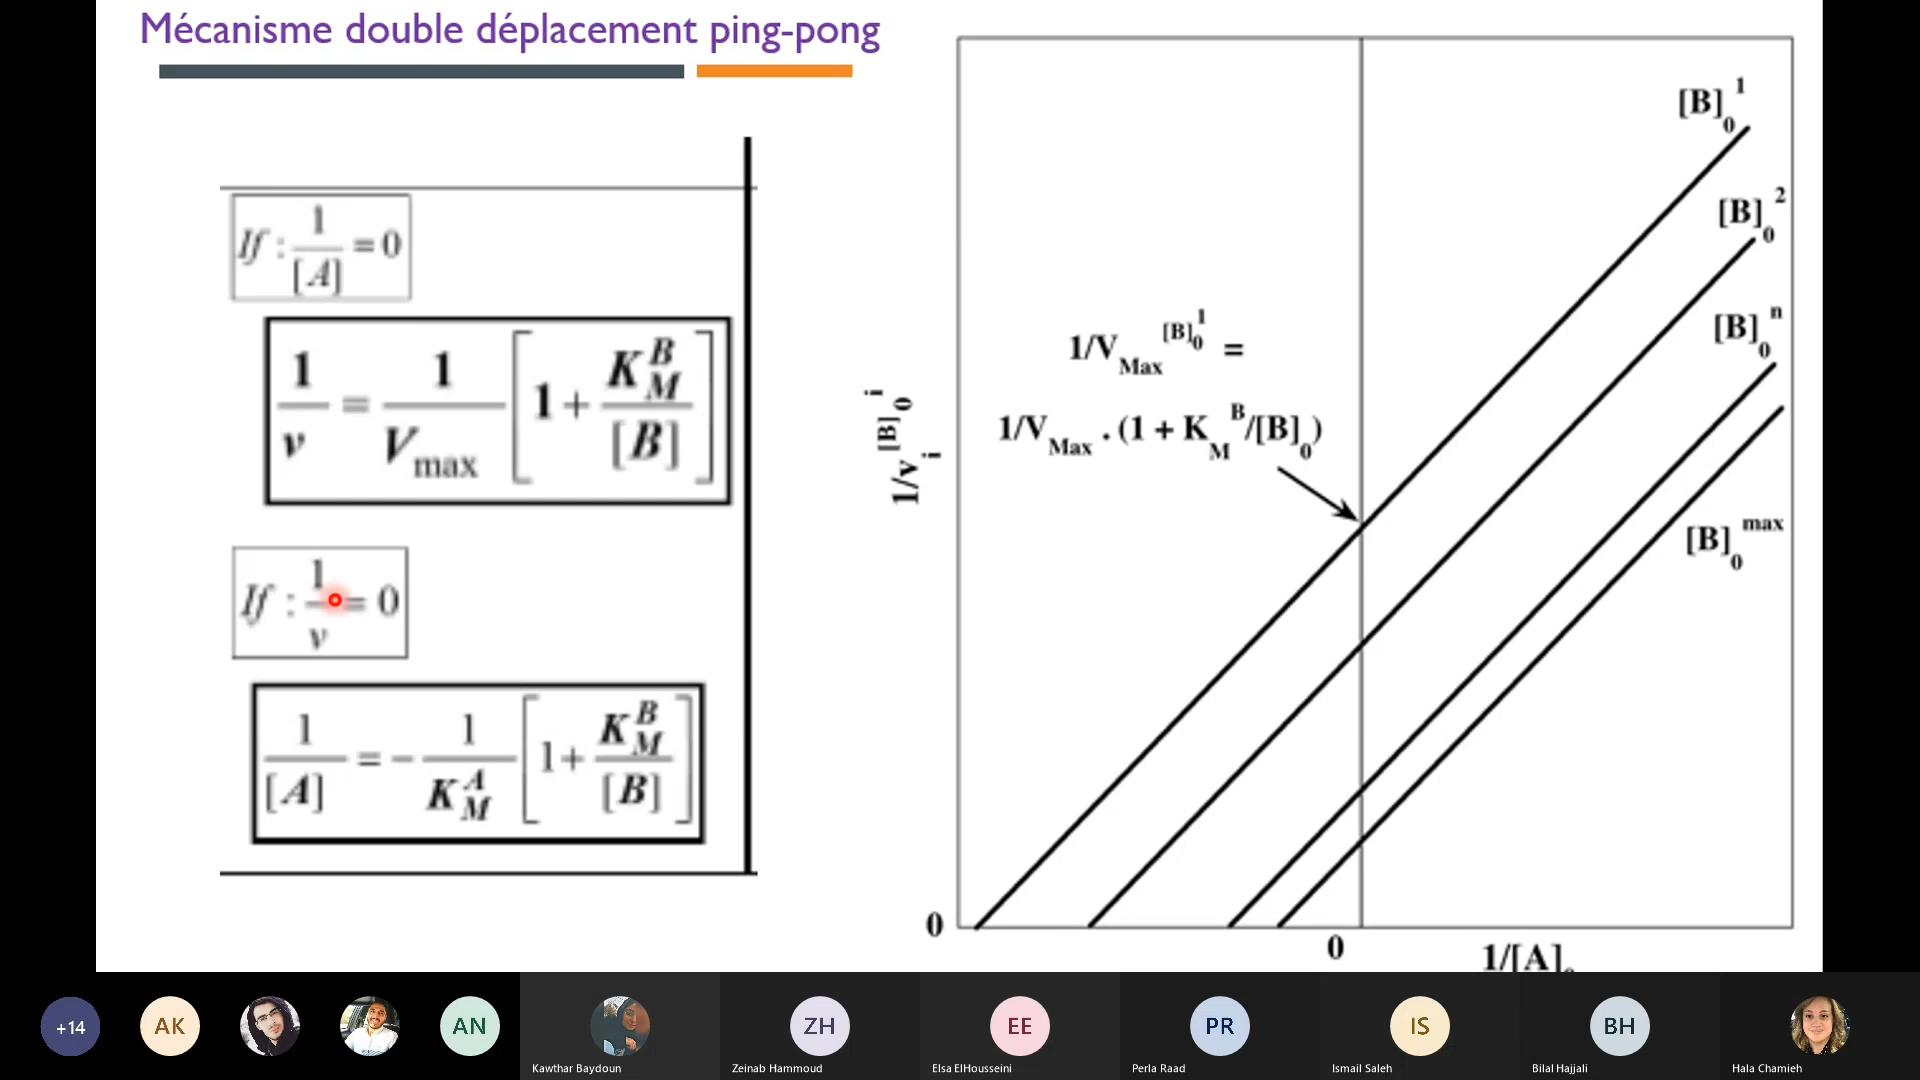 Mécanisme double déplacement ping-pong
If : 1/[A] = 0
1/v = 1/V_max [1 + K_M^B/[B]]
If : 1/v = 0
1/[A] = - 1/K_M^A [1 + K_M^B/[B]]
1/v_i^[B]_0^i
1/V_Max^[B]_0^1 =
1/V_Max . (1 + K_M^B/[B]_0)
[B]_0^1
[B]_0^2
[B]_0^n
[B]_0^max
0
0
1/[A]
+14
AK
AN
Kawthar Baydoun
ZH
Zeinab Hammoud
EE
Elsa ElHousseini
PR
Perla Raad
IS
Ismail Saleh
BH
Bilal Hajjali
Hala Chamieh